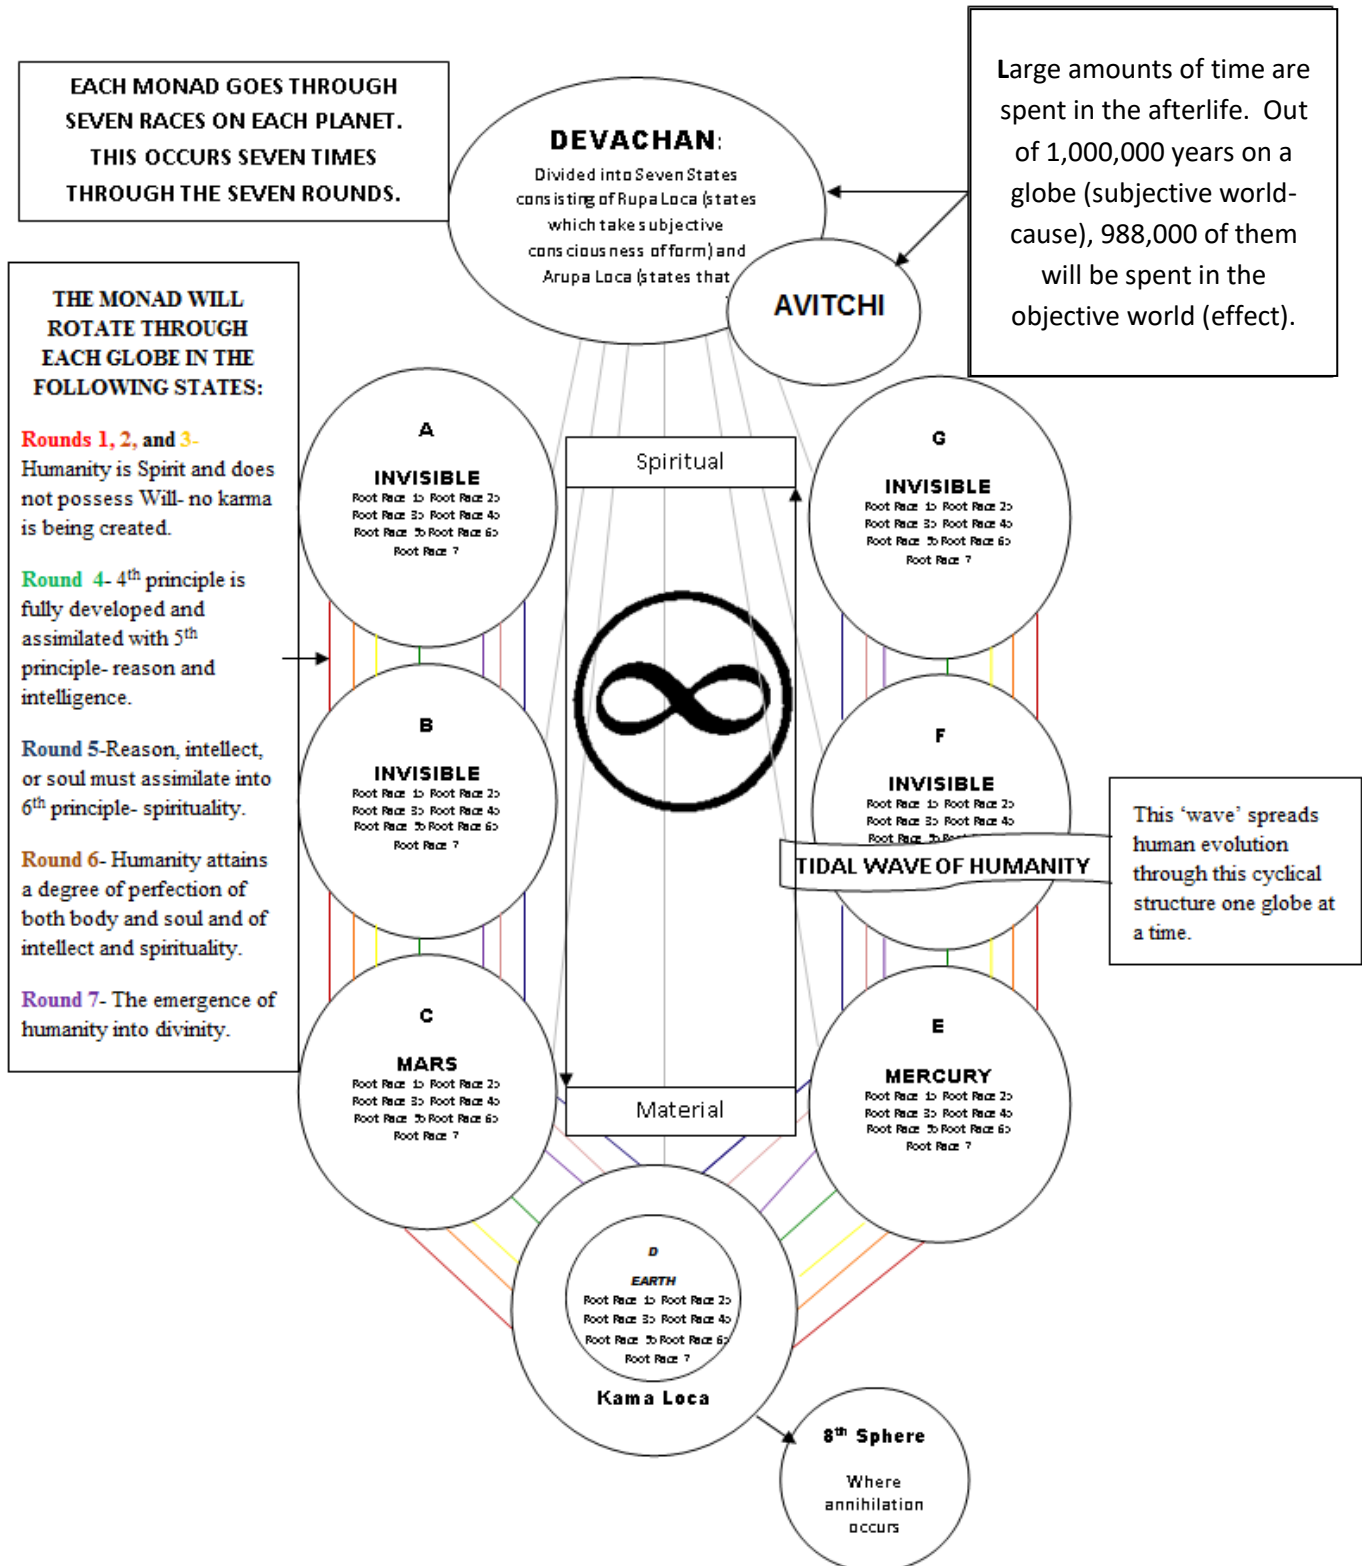 EACH MONAD GOES THROUGH
SEVEN RACES ON EACH PLANET.
THIS OCCURS SEVEN TIMES
THROUGH THE SEVEN ROUNDS.
DEVACHAN:
Divided into Seven States
consisting of Rupa Loca (states
which take subjective
consciousness of form) and
Arupa Loca (states that
AVITCHI
Large amounts of time are
spent in the afterlife. Out
of 1,000,000 years on a
globe (subjective world-
cause), 988,000 of them
will be spent in the
objective world (effect).
THE MONAD WILL
ROTATE THROUGH
EACH GLOBE IN THE
FOLLOWING STATES:
Rounds 1, 2, and 3-
Humanity is Spirit and does
not possess Will- no karma
is being created.
Round 4- 4th principle is
fully developed and
assimilated with 5th
principle- reason and
intelligence.
Round 5-Reason, intellect,
or soul must assimilate into
6th principle- spirituality.
Round 6- Humanity attains
a degree of perfection of
both body and soul and of
intellect and spirituality.
Round 7- The emergence of
humanity into divinity.
A
INVISIBLE
Root Race 1→ Root Race 2→
Root Race 3→ Root Race 4→
Root Race 5→ Root Race 6→
Root Race 7
B
INVISIBLE
Root Race 1→ Root Race 2→
Root Race 3→ Root Race 4→
Root Race 5→ Root Race 6→
Root Race 7
C
MARS
Root Race 1→ Root Race 2→
Root Race 3→ Root Race 4→
Root Race 5→ Root Race 6→
Root Race 7
Spiritual
Material
G
INVISIBLE
Root Race 1→ Root Race 2→
Root Race 3→ Root Race 4→
Root Race 5→ Root Race 6→
Root Race 7
F
INVISIBLE
Root Race 1→ Root Race 2→
Root Race 3→ Root Race 4→
Root Race 5→ Root
TIDAL WAVE OF HUMANITY
This ‘wave’ spreads
human evolution
through this cyclical
structure one globe at
a time.
E
MERCURY
Root Race 1→ Root Race 2→
Root Race 3→ Root Race 4→
Root Race 5→ Root Race 6→
Root Race 7
D
EARTH
Root Race 1→ Root Race 2→
Root Race 3→ Root Race 4→
Root Race 5→ Root Race 6→
Root Race 7
Kama Loca
8th Sphere
Where
annihilation
occurs